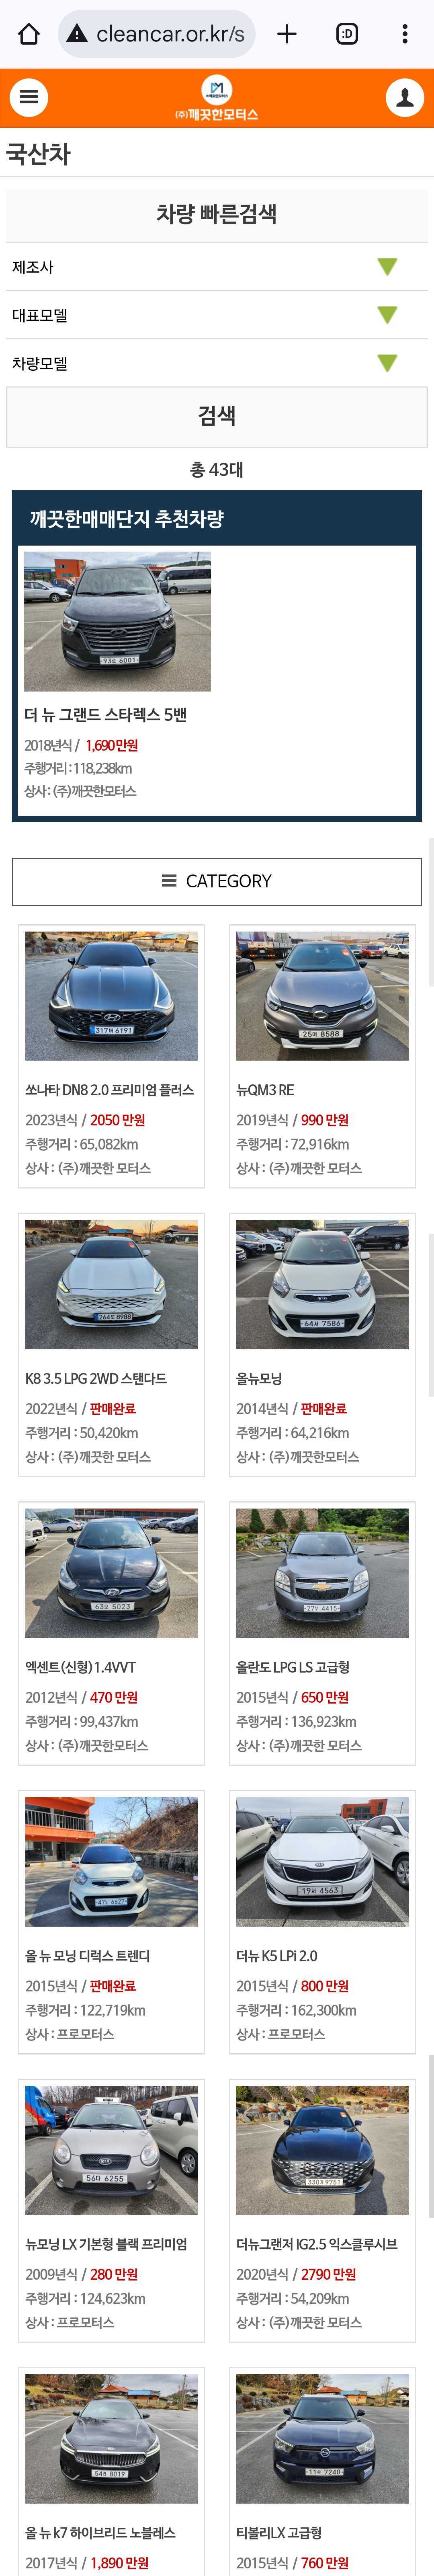 cleancar.or.kr/s
:D
(주)깨끗한모터스
국산차
차량 빠른검색
제조사
대표모델
차량모델
검색
총 43대
깨끗한매매단지 추천차량
93버 6001
더 뉴 그랜드 스타렉스 5밴
2018년식 / 1,690만원
주행거리 : 118,238km
상사 : (주)깨끗한모터스
CATEGORY
쏘나타 DN8 2.0 프리미엄 플러스
2023년식 / 2050 만원
주행거리 : 65,082km
상사 : (주)깨끗한 모터스
뉴QM3 RE
2019년식 / 990 만원
주행거리 : 72,916km
상사 : (주)깨끗한 모터스
K8 3.5 LPG 2WD 스탠다드
2022년식 / 판매완료
주행거리 : 50,420km
상사 : (주)깨끗한 모터스
올뉴모닝
2014년식 / 판매완료
주행거리 : 64,216km
상사 : (주)깨끗한모터스
엑센트(신형)1.4VVT
2012년식 / 470 만원
주행거리 : 99,437km
상사 : (주)깨끗한모터스
올란도 LPG LS 고급형
2015년식 / 650 만원
주행거리 : 136,923km
상사 : (주)깨끗한 모터스
올 뉴 모닝 디럭스 트렌디
2015년식 / 판매완료
주행거리 : 122,719km
상사 : 프로모터스
더뉴 K5 LPi 2.0
2015년식 / 800 만원
주행거리 : 162,300km
상사 : 프로모터스
뉴모닝 LX 기본형 블랙 프리미엄
2009년식 / 280 만원
주행거리 : 124,623km
상사 : 프로모터스
더뉴그랜저 IG2.5 익스클루시브
2020년식 / 2790 만원
주행거리 : 54,209km
상사 : (주)깨끗한 모터스
올 뉴 k7 하이브리드 노블레스
2017년식 / 1,890 만원
티볼리LX 고급형
2015년식 / 760 만원